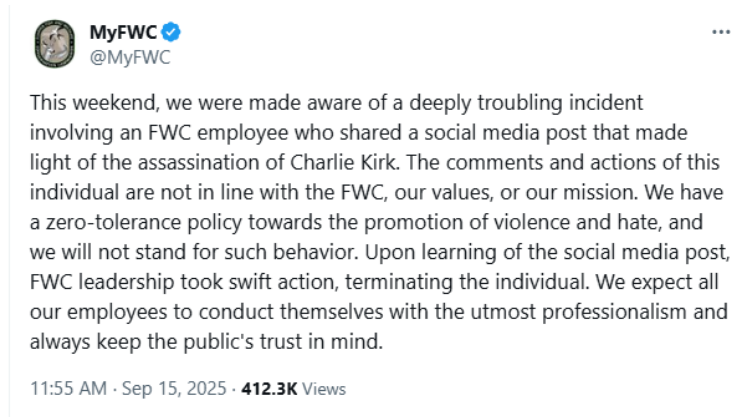 MyFWC
@MyFWC
This weekend, we were made aware of a deeply troubling incident
involving an FWC employee who shared a social media post that made
light of the assassination of Charlie Kirk. The comments and actions of this
individual are not in line with the FWC, our values, or our mission. We have
a zero-tolerance policy towards the promotion of violence and hate, and
we will not stand for such behavior. Upon learning of the social media post,
FWC leadership took swift action, terminating the individual. We expect all
our employees to conduct themselves with the utmost professionalism and
always keep the public's trust in mind.
11:55 AM · Sep 15, 2025 · 412.3K Views